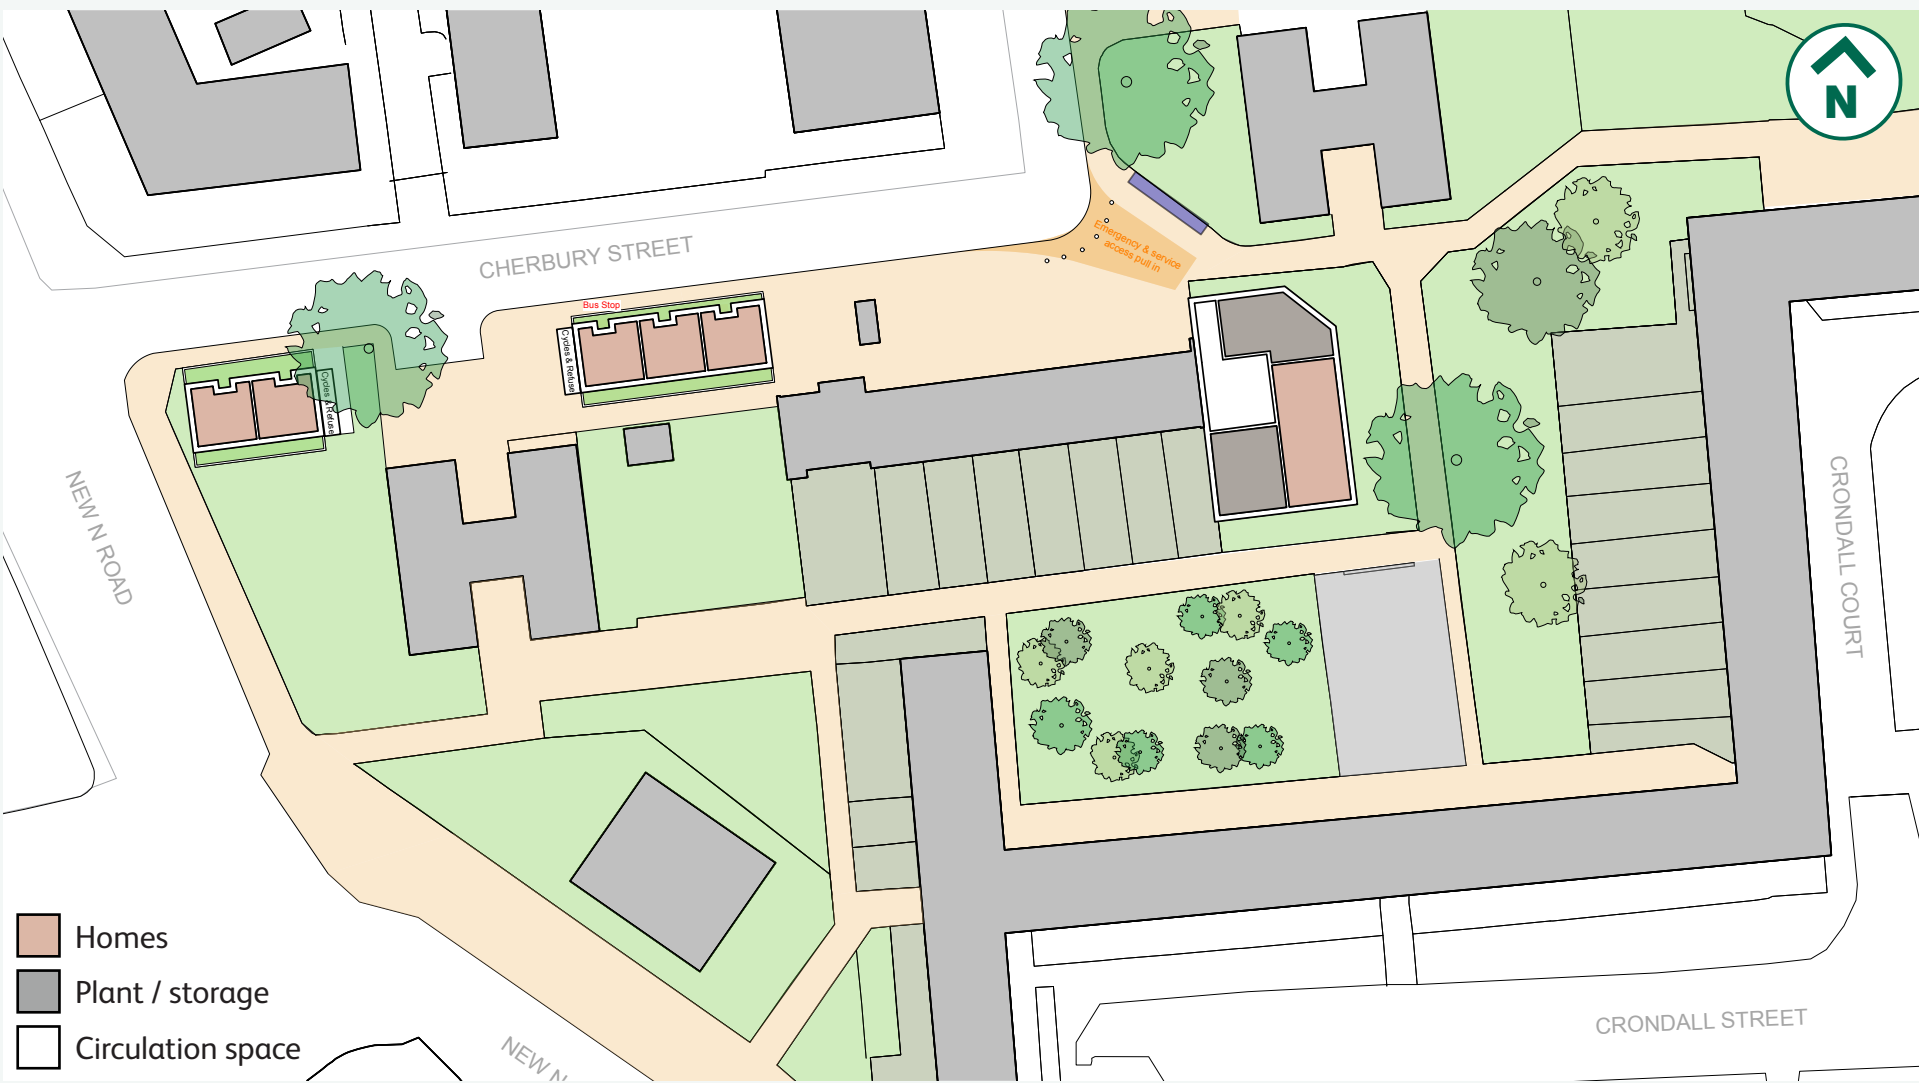 N
CHERBURY STREET
Emergency & service
access pull in
Bus Stop
Cycles & Refuse
Cycles & Refuse
NEW N ROAD
CRONDALL COURT
Homes
Plant / storage
Circulation space
NEW N
CRONDALL STREET